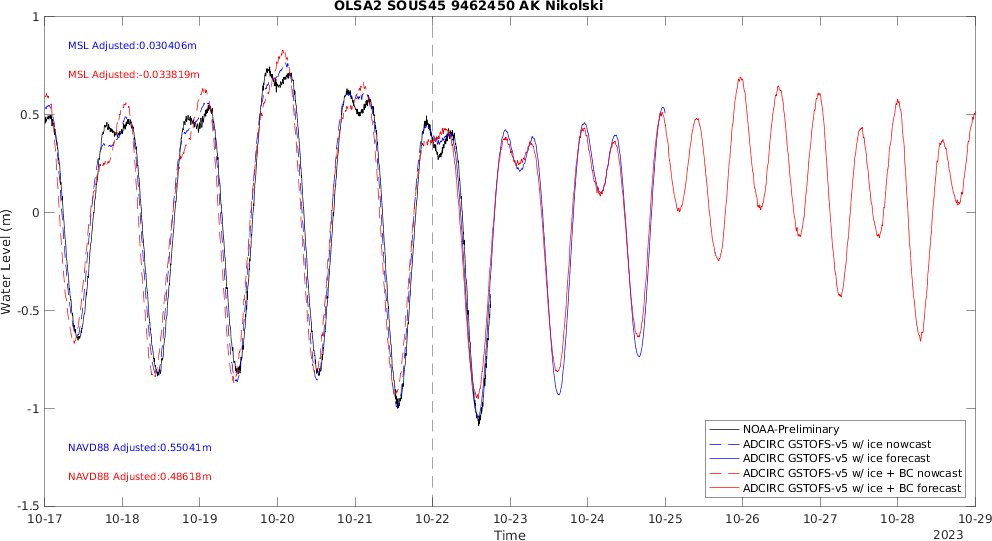 OLSA2 SOUS45 9462450 AK Nikolski
MSL Adjusted:0.030406m
MSL Adjusted:-0.033819m
NAVD88 Adjusted:0.55041m
NAVD88 Adjusted:0.48618m
Water Level (m)
1
0.5
0
-0.5
-1
-1.5
NOAA-Preliminary
ADCIRC GSTOFS-v5 w/ ice nowcast
ADCIRC GSTOFS-v5 w/ ice forecast
ADCIRC GSTOFS-v5 w/ ice + BC nowcast
ADCIRC GSTOFS-v5 w/ ice + BC forecast
10-17 10-18 10-19 10-20 10-21 10-22 10-23 10-24 10-25 10-26 10-27 10-28 10-29
Time
2023